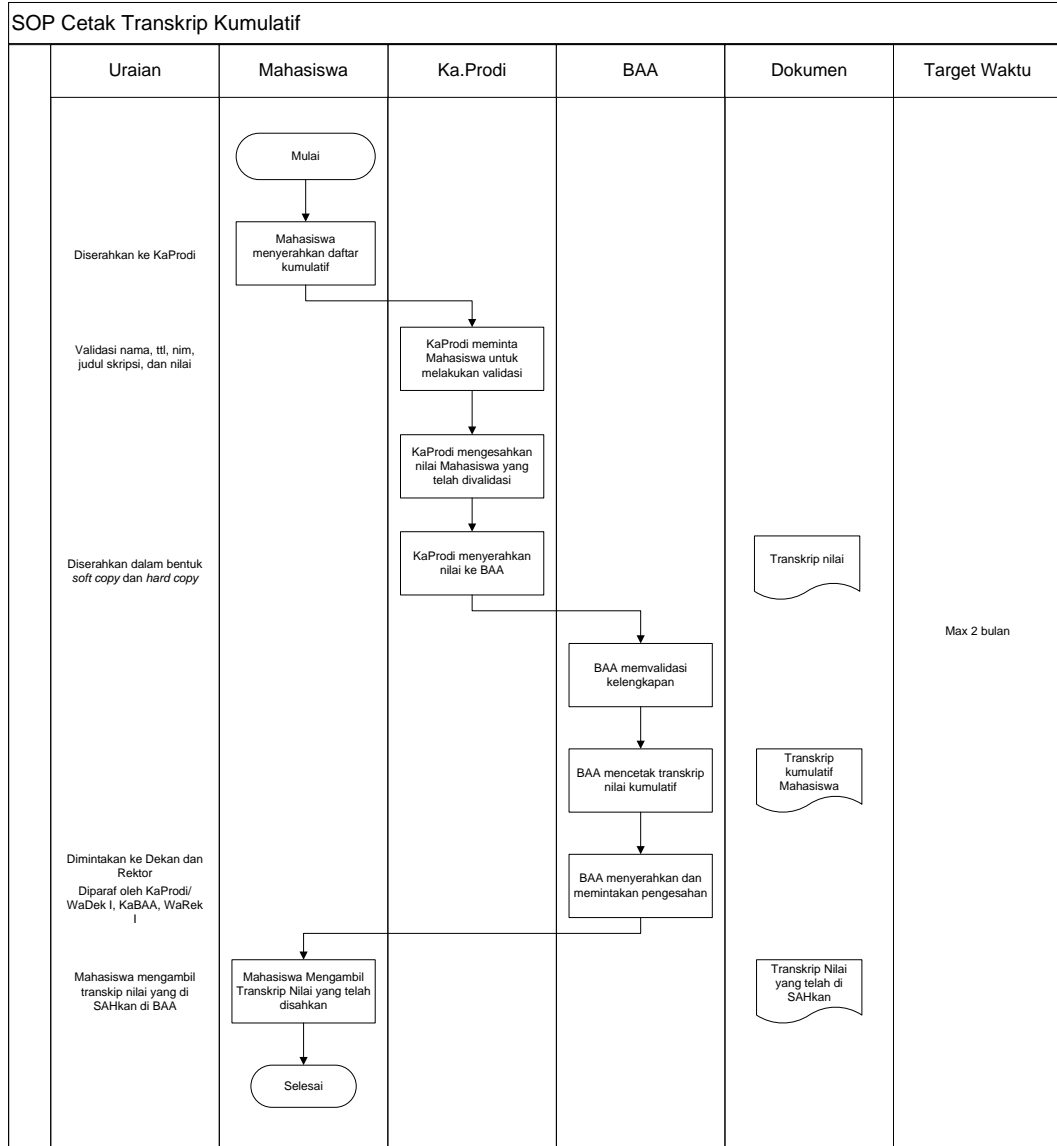 SOP Cetak Transkrip Kumulatif
Uraian
Mahasiswa
Ka.Prodi
BAA
Dokumen
Target Waktu
Mulai
Diserahkan ke KaProdi
Mahasiswa
menyerahkan daftar
kumulatif
Validasi nama, ttl, nim,
judul skripsi, dan nilai
KaProdi meminta
Mahasiswa untuk
melakukan validasi
KaProdi mengesahkan
nilai Mahasiswa yang
telah divalidasi
Diserahkan dalam bentuk
soft copy dan hard copy
KaProdi menyerahkan
nilai ke BAA
Transkrip nilai
Max 2 bulan
BAA memvalidasi
kelengkapan
BAA mencetak transkrip
nilai kumulatif
Transkrip
kumulatif
Mahasiswa
Dimintakan ke Dekan dan
Rektor
Diparaf oleh KaProdi/
WaDek I, KaBAA, WaRek
I
BAA menyerahkan dan
memintakan pengesahan
Mahasiswa mengambil
transkip nilai yang di
SAHkan di BAA
Mahasiswa Mengambil
Transkrip Nilai yang telah
disahkan
Transkrip Nilai
yang telah di
SAHkan
Selesai